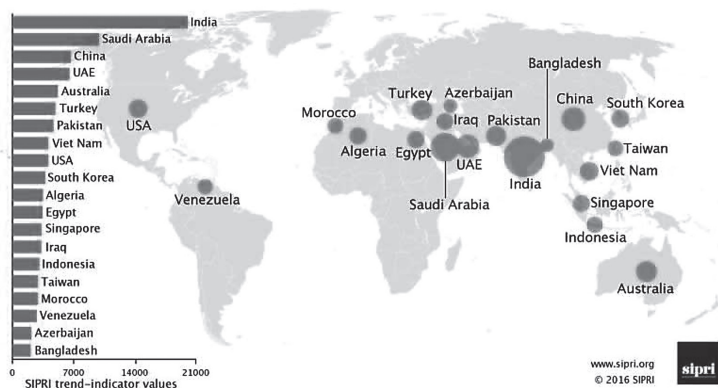 India
Saudi Arabia
China
UAE
Australia
Turkey
Pakistan
Viet Nam
USA
South Korea
Algeria
Egypt
Singapore
Iraq
Indonesia
Taiwan
Morocco
Venezuela
Azerbaijan
Bangladesh
0 7000 14000 21000
SIPRI trend-indicator values
Bangladesh
Turkey Azerbaijan
China South Korea
Morocco Iraq Pakistan
USA
Algeria Egypt UAE Taiwan
Viet Nam
India
Venezuela Saudi Arabia Singapore
Indonesia
Australia
www.sipri.org
© 2016 SIPRI
sipri